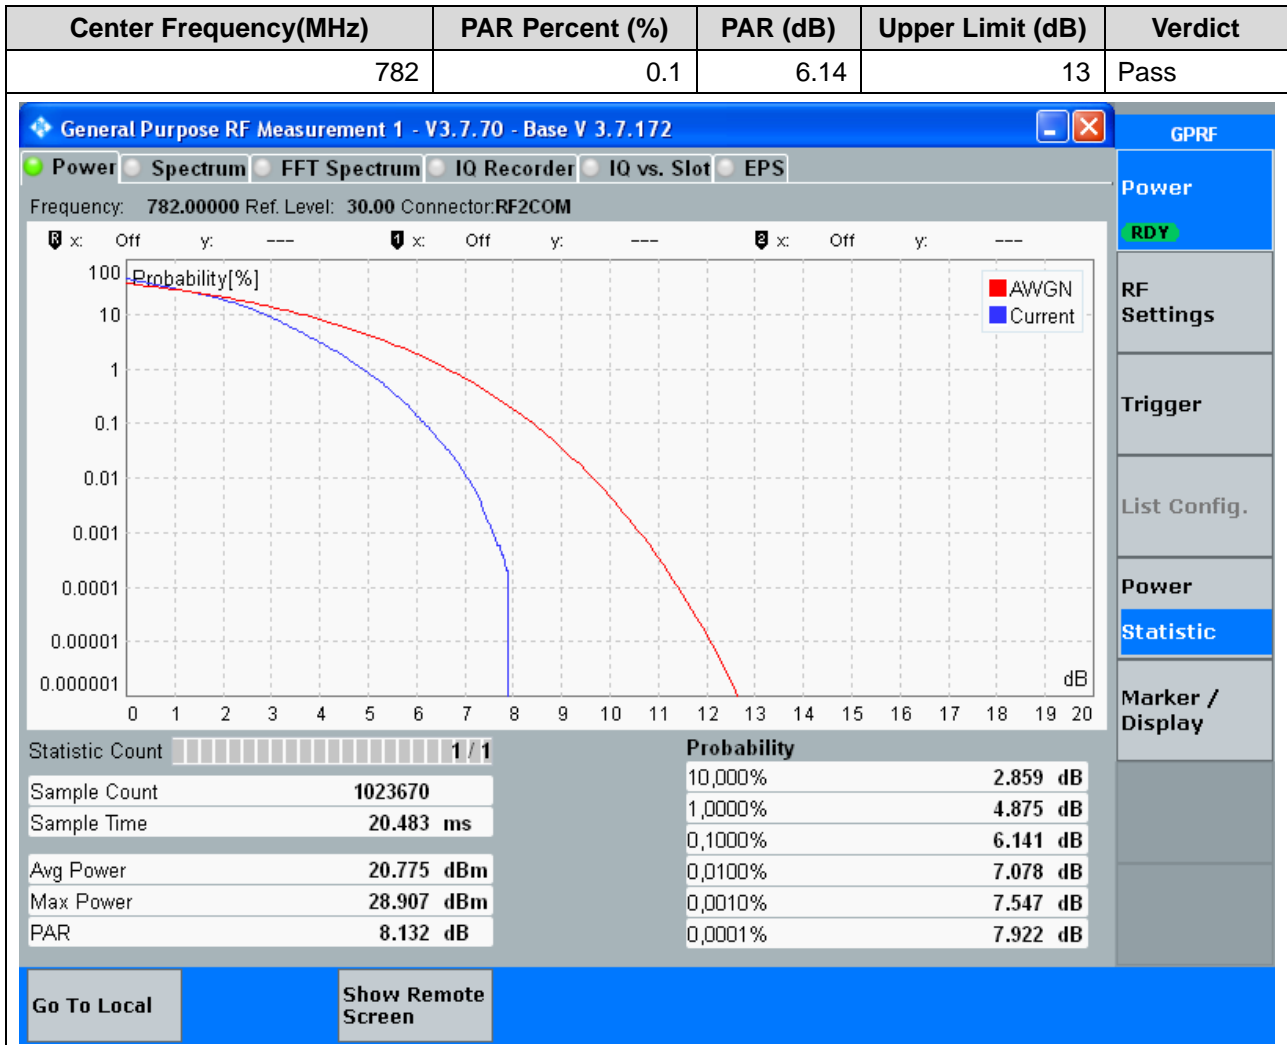 Center Frequency(MHz) PAR Percent (%) PAR (dB) Upper Limit (dB) Verdict
782 0.1 6.14 13 Pass
General Purpose RF Measurement 1 - V3.7.70 - Base V 3.7.172
GPRF
Power Spectrum FFT Spectrum IQ Recorder IQ vs. Slot EPS
Power
RDY
Frequency: 782.00000 Ref. Level: 30.00 Connector:RF2COM
R x: Off y: --- 1 x: Off y: --- 2 x: Off y: ---
Probability[%]
AWGN
Current
100
10
1
0.1
0.01
0.001
0.0001
0.00001
0.000001
dB
0 1 2 3 4 5 6 7 8 9 10 11 12 13 14 15 16 17 18 19 20
RF
Settings
Trigger
List Config.
Power
Statistic
Marker /
Display
Statistic Count 1 / 1
Sample Count 1023670
Sample Time 20.483 ms
Avg Power 20.775 dBm
Max Power 28.907 dBm
PAR 8.132 dB
Probability
10,000% 2.859 dB
1,0000% 4.875 dB
0,1000% 6.141 dB
0,0100% 7.078 dB
0,0010% 7.547 dB
0,0001% 7.922 dB
Go To Local
Show Remote
Screen